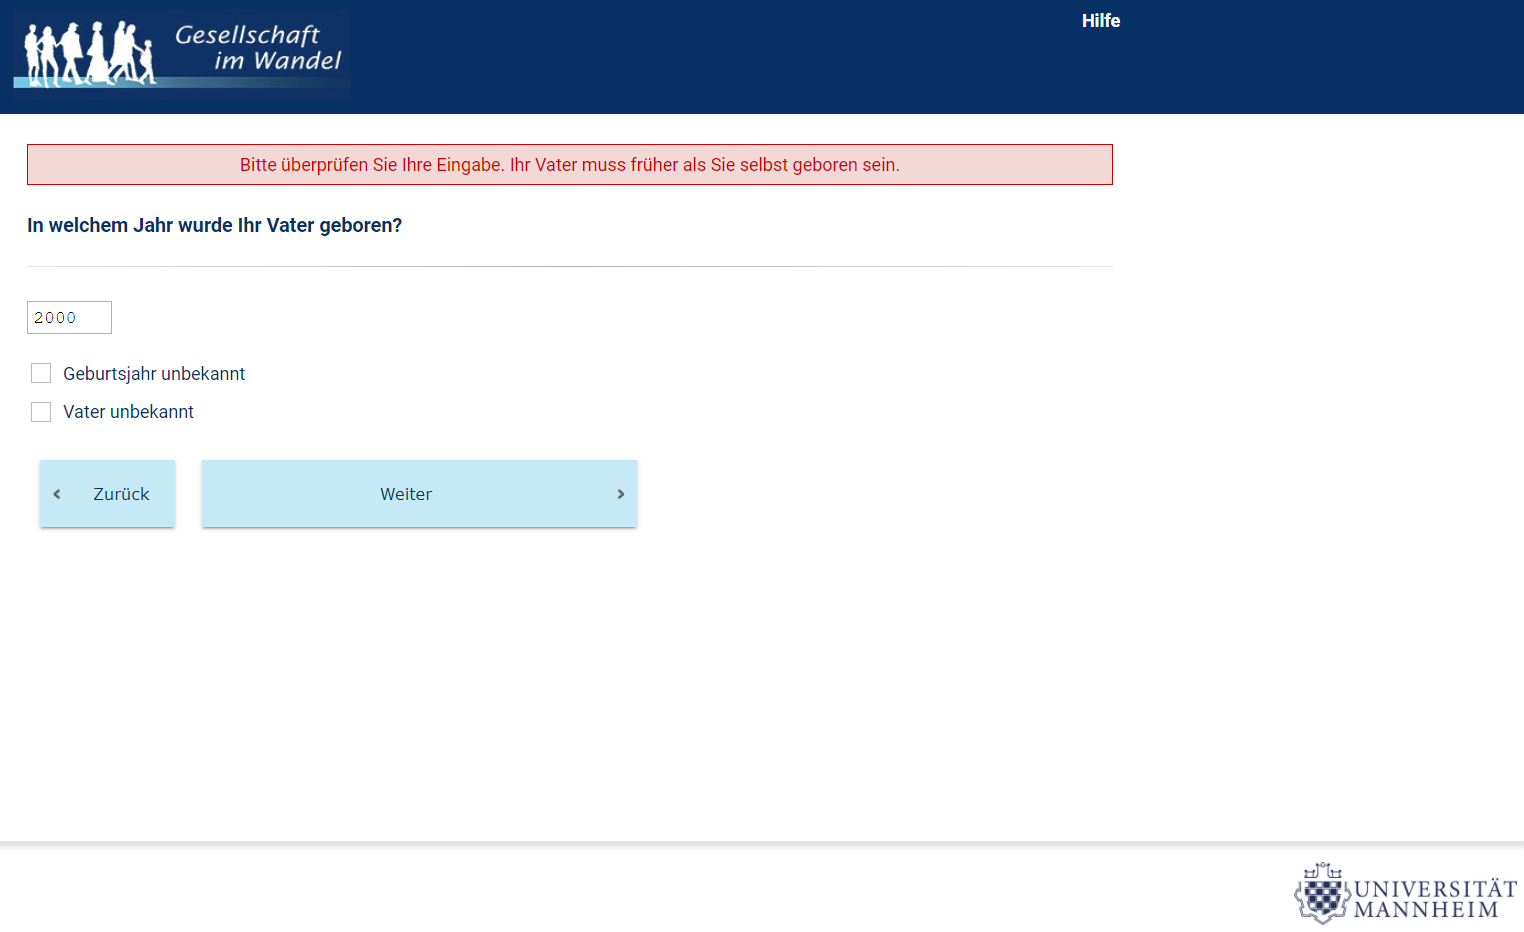 Gesellschaft
im Wandel
Hilfe
Bitte überprüfen Sie Ihre Eingabe. Ihr Vater muss früher als Sie selbst geboren sein.
In welchem Jahr wurde Ihr Vater geboren?
2000
Geburtsjahr unbekannt
Vater unbekannt
Zurück
Weiter
UNIVERSITÄT
MANNHEIM